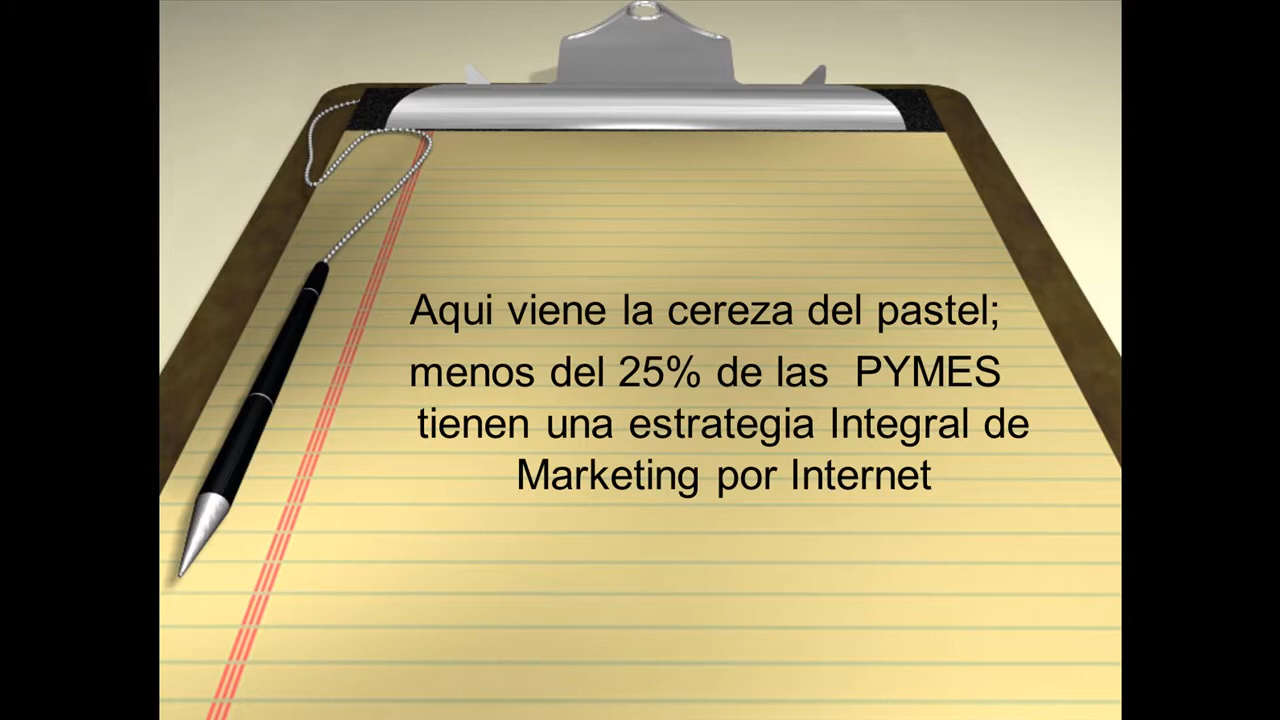 Aqui viene la cereza del pastel;
menos del 25% de las  PYMES
tienen una estrategia Integral de
Marketing por Internet